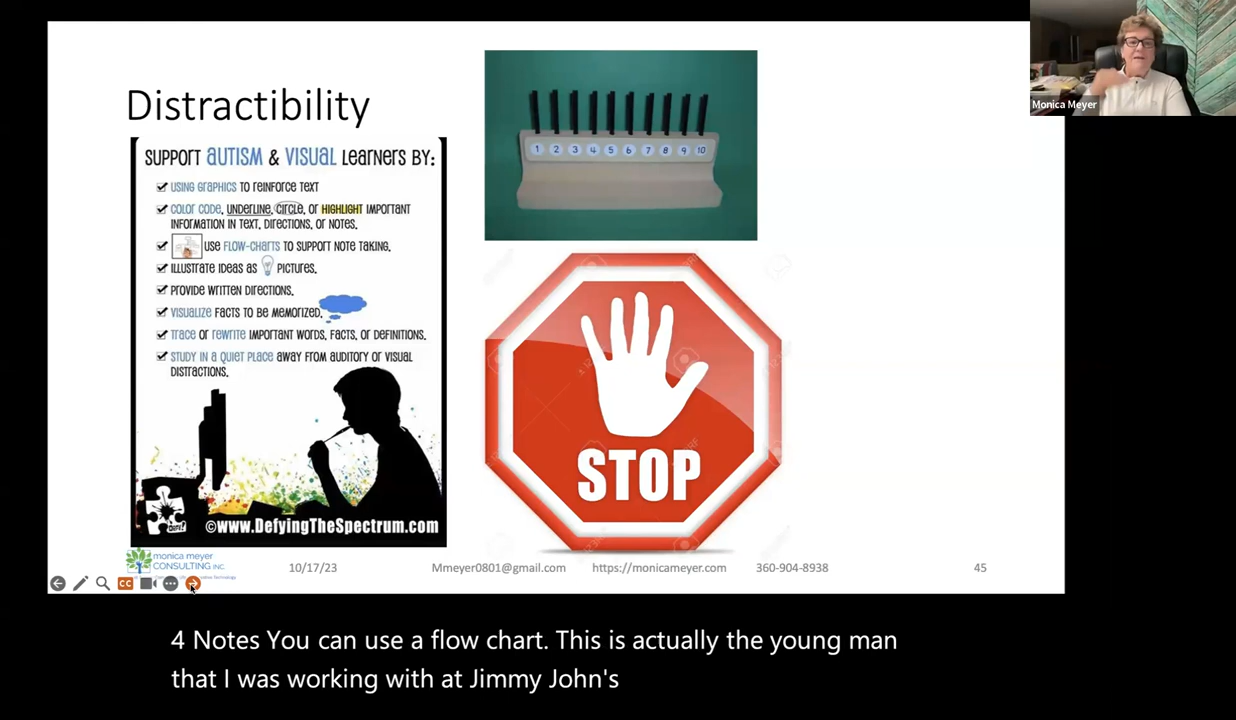 Distractibility
SUPPORT AUTISM & VISUAL LEARNERS BY:
USING GRAPHICS TO REINFORCE TEXT
COLOR CODE, UNDERLINE, CIRCLE, OR HIGHLIGHT IMPORTANT
INFORMATION IN TEXT, DIRECTIONS, OR NOTES.
USE FLOW-CHARTS TO SUPPORT NOTE TAKING.
ILLUSTRATE IDEAS AS PICTURES.
PROVIDE WRITTEN DIRECTIONS.
VISUALIZE FACTS TO BE MEMORIZED.
TRACE OR REWRITE IMPORTANT WORDS, FACTS, OR DEFINITIONS.
STUDY IN A QUIET PLACE AWAY FROM AUDITORY OR VISUAL
DISTRACTIONS.
©www.DefyingTheSpectrum.com
1 2 3 4 5 6 7 8 9 10
STOP
Monica Meyer
monica meyer
CONSULTING INC.
10/17/23 Mmeyer0801@gmail.com https://monicameyer.com 360-904-8938 45
CC
4 Notes You can use a flow chart. This is actually the young man
that I was working with at Jimmy John's